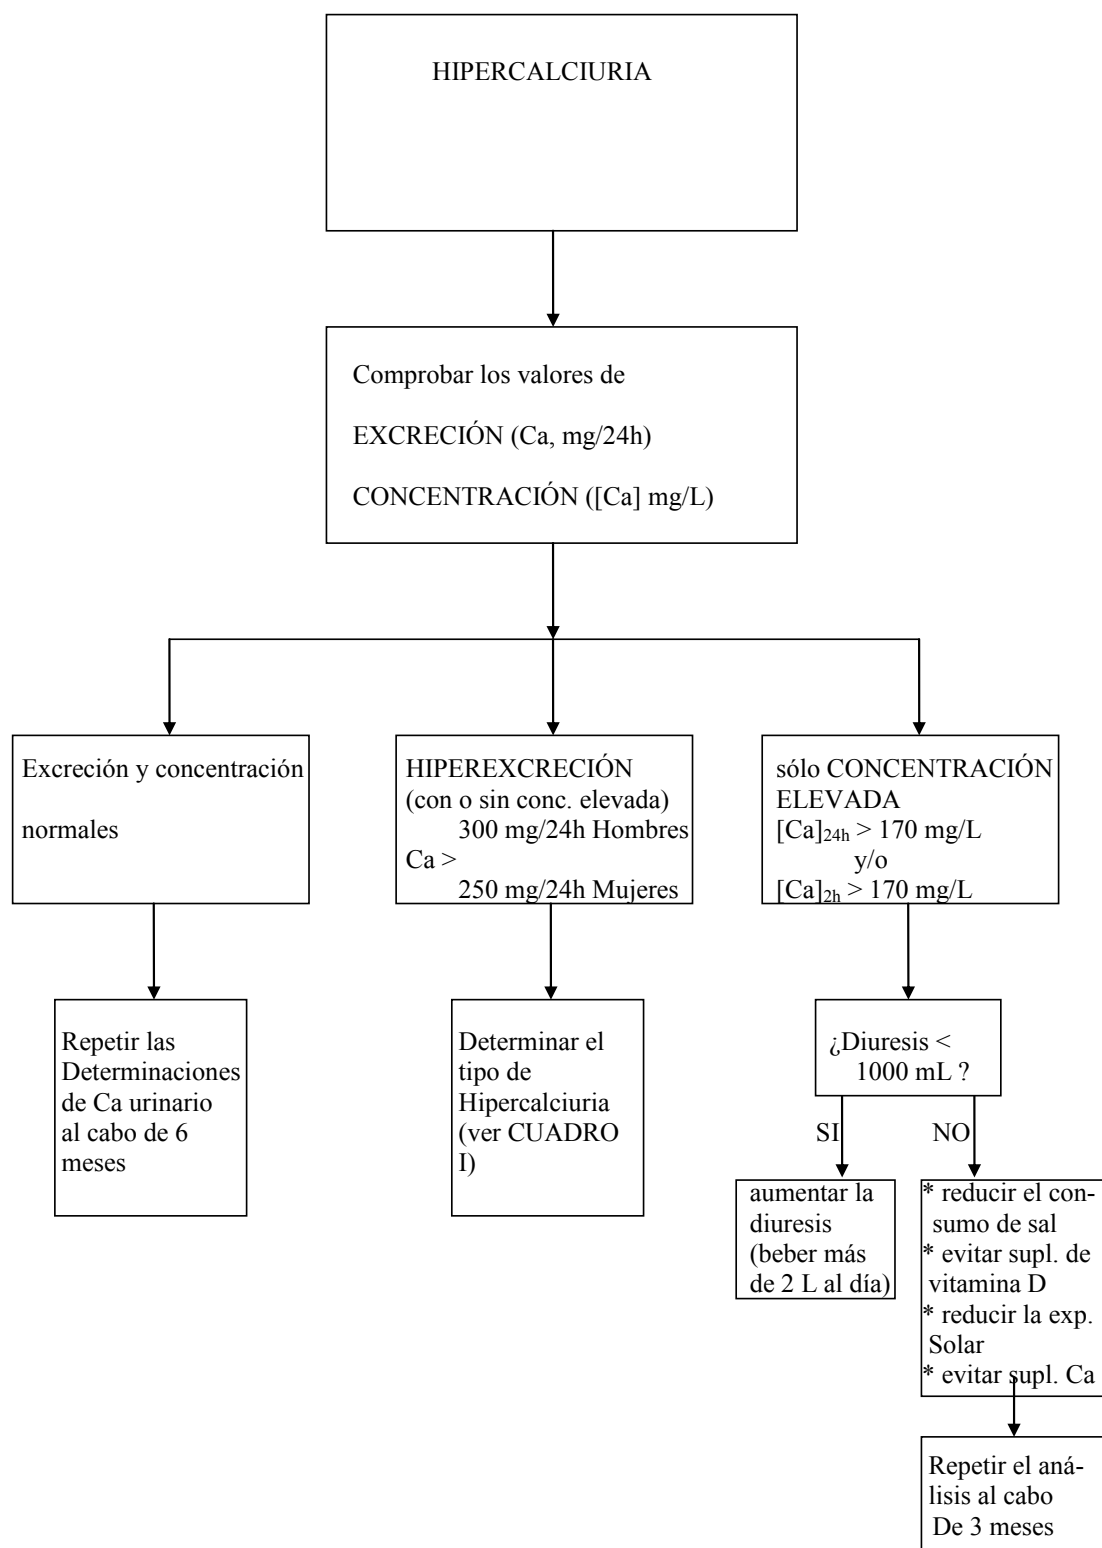 HIPERCALCIURIA
Comprobar los valores de
EXCRECIÓN (Ca, mg/24h)
CONCENTRACIÓN ([Ca] mg/L)
Excreción y concentración
normales
HIPEREXCRECIÓN
(con o sin conc. elevada)
300 mg/24h Hombres
Ca >
250 mg/24h Mujeres
sólo CONCENTRACIÓN
ELEVADA
[Ca]24h > 170 mg/L
y/o
[Ca]2h > 170 mg/L
Repetir las
Determinaciones
de Ca urinario
al cabo de 6
meses
Determinar el
tipo de
Hipercalciuria
(ver CUADRO
I)
¿Diuresis <
1000 mL ?
SI
NO
aumentar la
diuresis
(beber más
de 2 L al día)
* reducir el con-
sumo de sal
* evitar supl. de
vitamina D
* reducir la exp.
Solar
* evitar supl. Ca
Repetir el aná-
lisis al cabo
De 3 meses